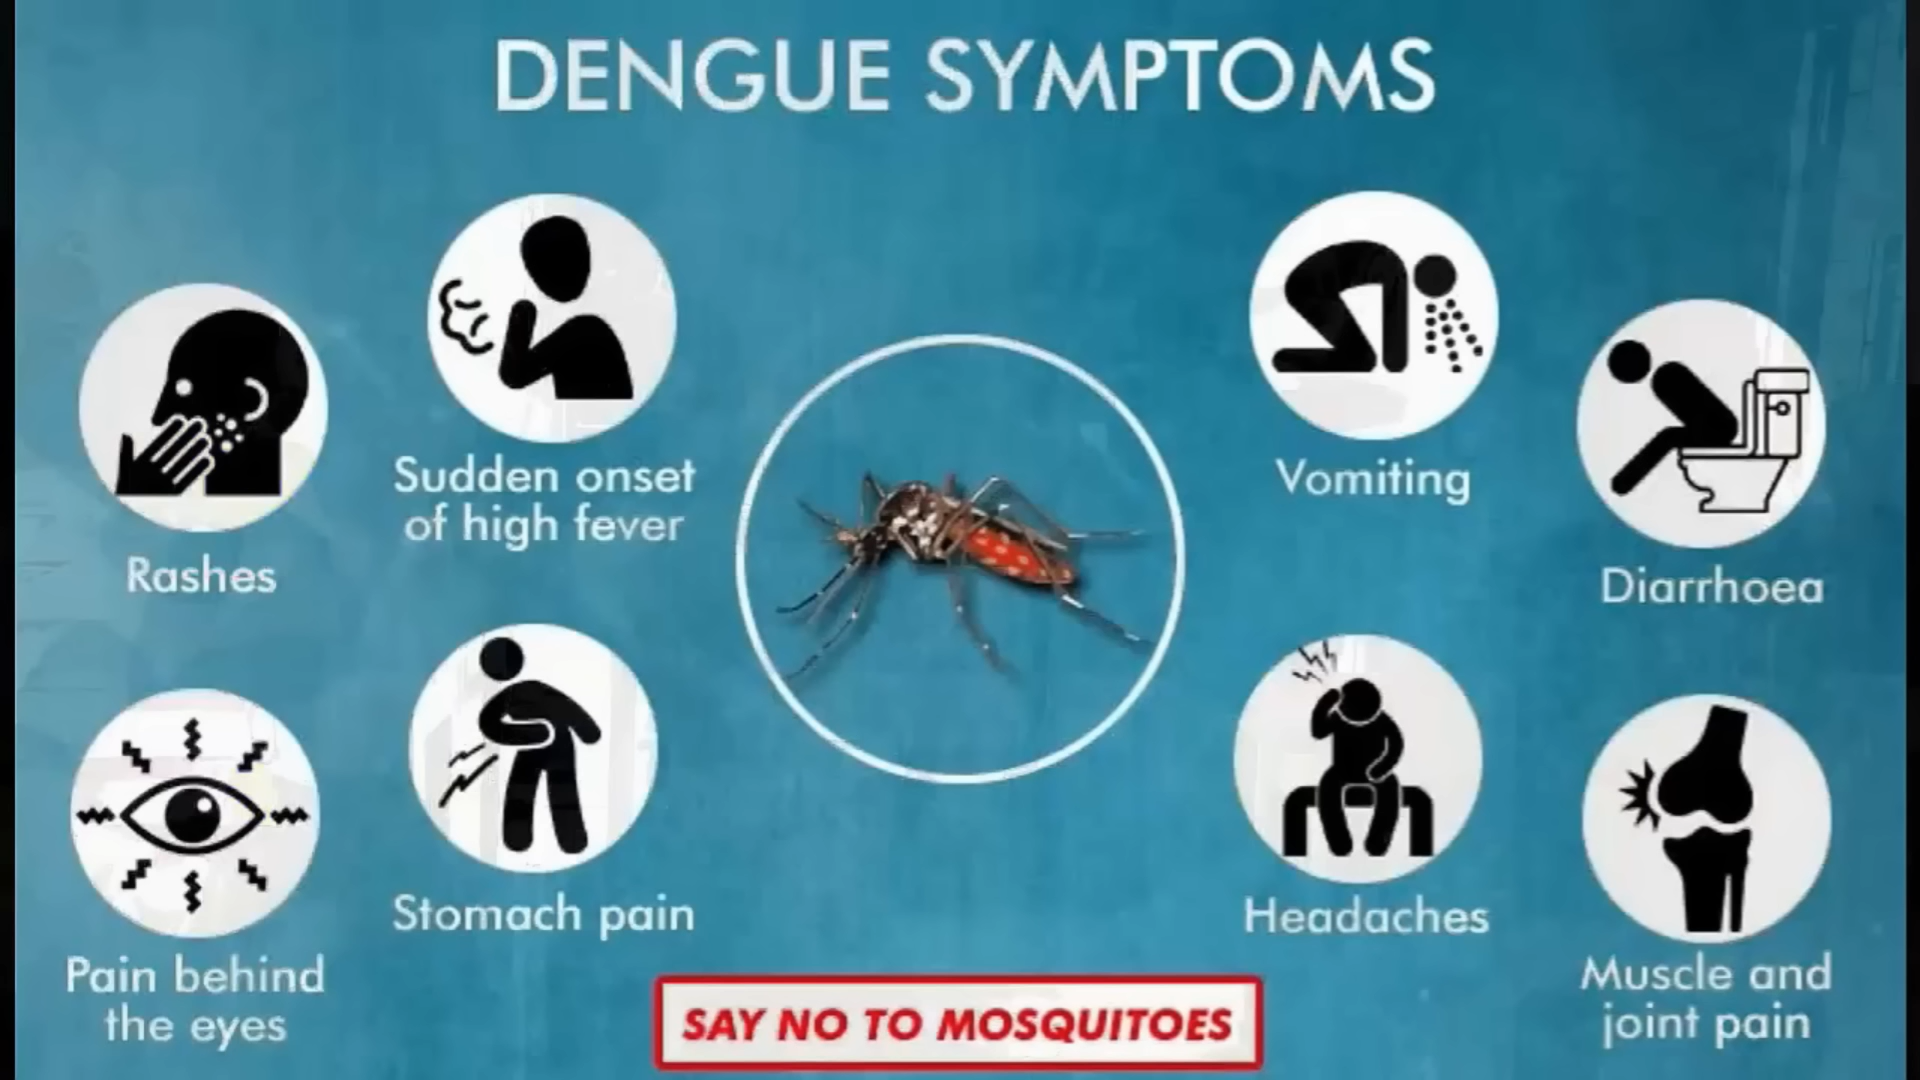 DENGUE SYMPTOMS
Rashes
Sudden onset
of high fever
Vomiting
Diarrhoea
Pain behind
the eyes
Stomach pain
Headaches
Muscle and
joint pain
SAY NO TO MOSQUITOES